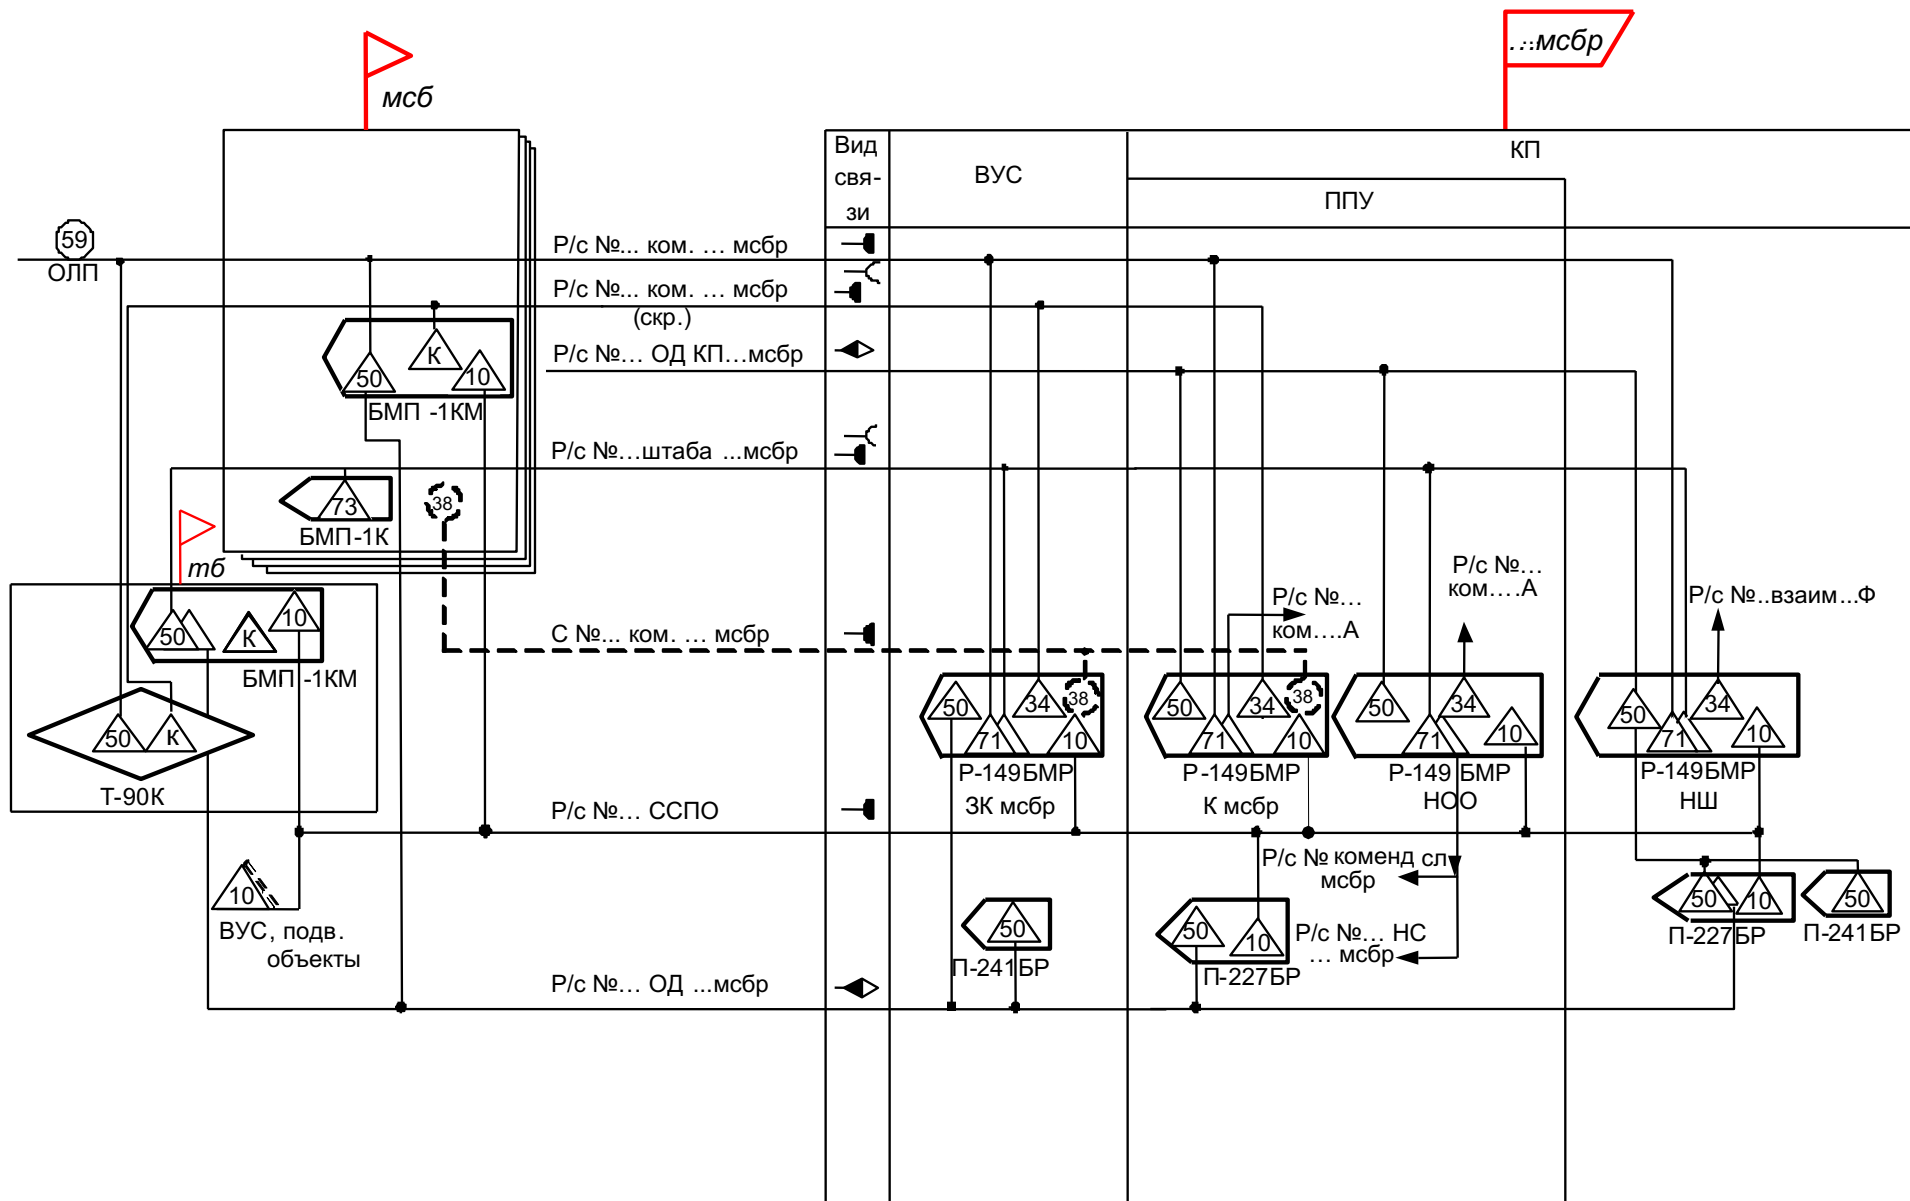 ...:мсбр
мсб
Вид
свя-
зи
ВУС
КП
ППУ
59
ОЛП
Р/с №... ком. ... мсбр
Р/с №... ком. ... мсбр
(скр.)
Р/с №... ОД КП...мсбр
К
50
10
БМП -1КМ
Р/с №...штаба ...мсбр
73
38
БМП-1К
тб
Р/с №...
ком....А
Р/с №...
ком....А
Р/с №..взаим...Ф
50
К
10
БМП -1КМ
С №... ком. ... мсбр
50
К
Т-90К
50
71
34
38
10
Р-149БМР
ЗК мсбр
50
71
34
38
10
Р-149БМР
К мсбр
50
71
34
10
Р-149 БМР
НОО
50
71
34
10
Р-149БМР
НШ
Р/с №... ССПО
10
ВУС, подв.
объекты
Р/с № коменд сл
мсбр
50
П-241БР
50
10
П-227БР
Р/с №... НС
... мсбр
50
10
П-227БР
50
П-241БР
Р/с №... ОД ...мсбр